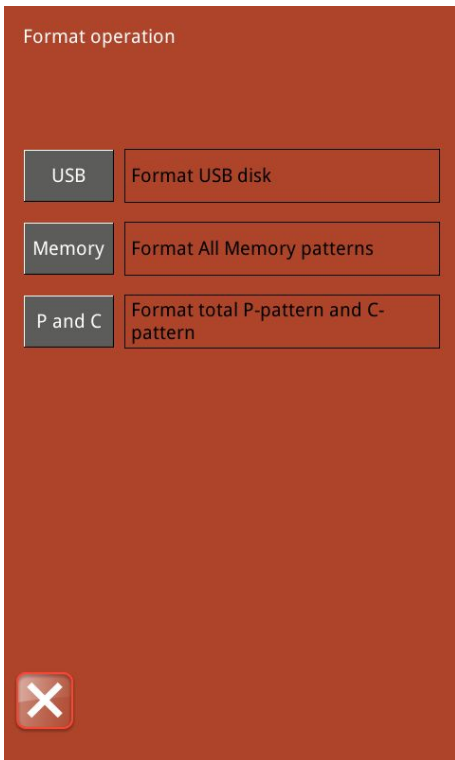 Format operation
USB
Format USB disk
Memory
Format All Memory patterns
P and C
Format total P-pattern and C-
pattern